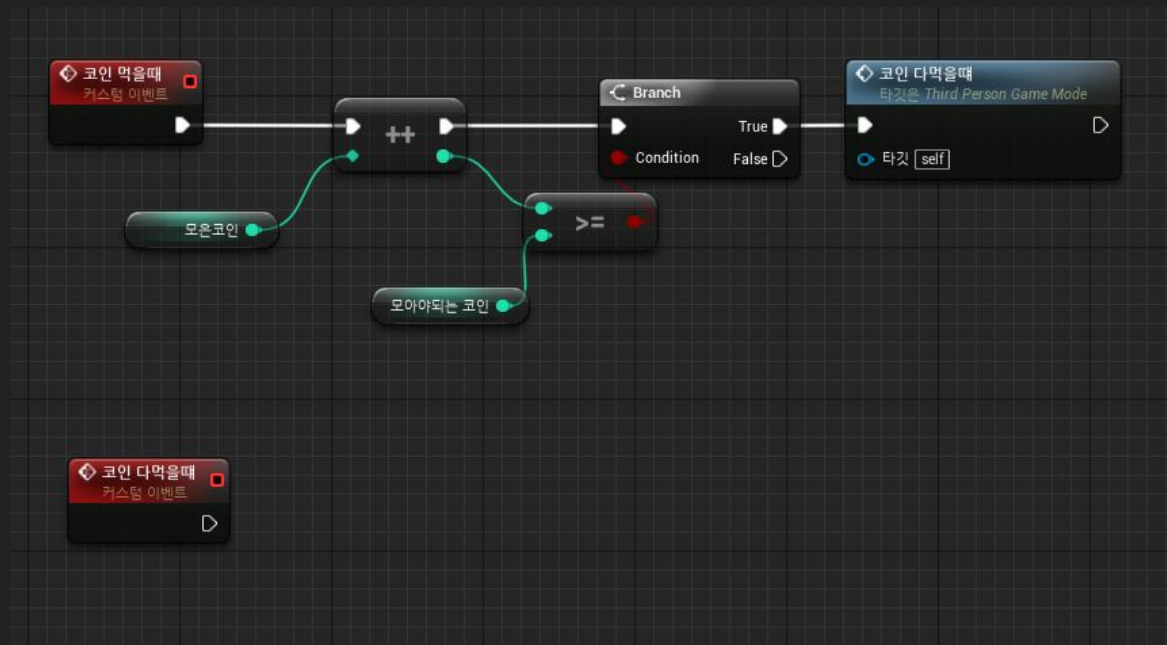 코인 먹을때
커스텀 이벤트
++
모은코인
Branch
True
Condition
False
>=
모아야되는 코인
코인 다먹을떄
타깃은 Third Person Game Mode
타깃 self
코인 다먹을떄
커스텀 이벤트